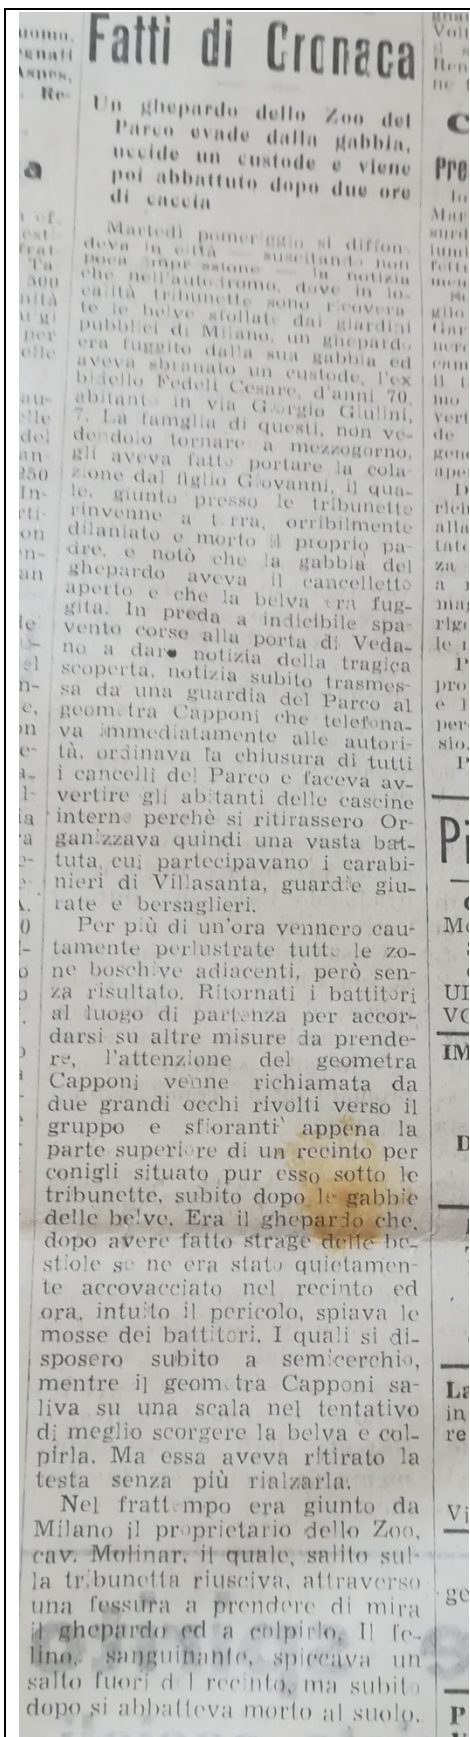 Fatti di Cronaca
Un ghepardo dello Zoo del
Parco evade dalla gabbia,
uccide un custode e viene
poi abbattuto dopo due ore
di caccia
Martedì pomeriggio si diffon
deva in città — suscitando non
poca impr ssione — la notizia
che nell'autodromo, dove in lo-
calità tribunette sono ricovera
te le belve sfollate dai giardini
pubblici di Milano, un ghepardo
era fuggito dalla sua gabbia ed
aveva sbranato un custode, l'ex
bidello Fedeli Cesare, d'anni 70,
abitante in via Giorgio Giulini,
7. La famglia di questi, non ve-
dendolo tornare a mezzogorno,
gli aveva fatto portare la cola-
zione dal figlio Giovanni, il qua-
le, giunto presso le tribunette
rinvenne a t rra, orribilmente
dilaniato e morto il proprio pa-
dre, e notò che la gabbia del
ghepardo aveva il cancelletto
aperto e che la belva era fug-
gita. In preda a indicibile spa-
vento corse alla porta di Veda-
no a dare notizia della tragica
scoperta, notizia subito trasmes-
sa da una guardia del Parco al
geom.tra Capponi che telefona-
va immediatamente alle autori-
tà, ordinava la chiusura di tutti
i cancelli del Parco e faceva av-
vertire gli abitanti delle cascine
interne perchè si ritirassero Or-
ganizzava quindi una vasta bat-
tuta, cui partecipavano i carabi-
nieri di Villasanta, guardie giu-
rate e bersaglieri.
Per più di un'ora vennero cau-
tamente perlustrate tutte le zo-
ne boschive adiacenti, però sen-
za risultato. Ritornati i battitori
al luogo di partenza per accor-
darsi su altre misure da prende-
re, l'attenzione del geometra
Capponi venne richiamata da
due grandi occhi rivolti verso il
gruppo e sfioranti appena la
parte superiore di un recinto per
conigli situato pur esso sotto le
tribunette, subito dopo le gabbie
delle belve. Era il ghepardo che,
dopo avere fatto strage delle be-
stiole se ne era stato quietamen-
te accovacciato nel recinto ed
ora, intuito il pericolo, spiava le
mosse dei battitori. I quali si di-
sposero subito a semicerchio,
mentre il geom.tra Capponi sa-
liva su una scala nel tentativo
di meglio scorgere la belva e col-
pirla. Ma essa aveva ritirato la
testa senza più rialzarla.
Nel fratt mpo era giunto da
Milano il proprietario dello Zoo,
cav. Molinar, il quale, salito sul-
la tribunetta riusciva, attraverso
una fessura a prendere di mira
il ghepardo ed a colpirlo. Il fe-
lino, sanguinante, spiccava un
salto fuori d l recinto, ma subito
dopo si abbatteva morto al suolo.